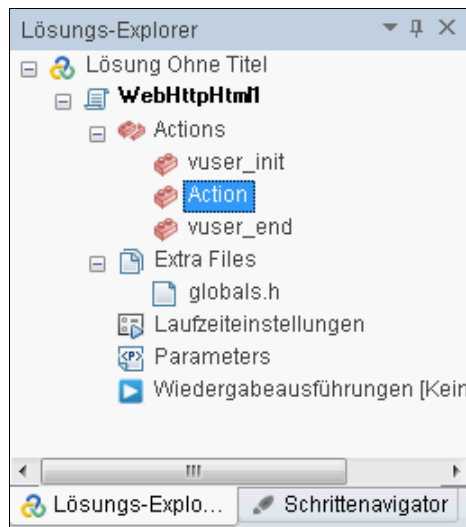 Lösungs-Explorer
Lösung Ohne Titel
WebHttpHtml1
Actions
vuser_init
Action
vuser_end
Extra Files
globals.h
Laufzeiteinstellungen
<P> Parameters
Wiedergabeausführungen [Kein
Lösungs-Explo... Schrittenavigator